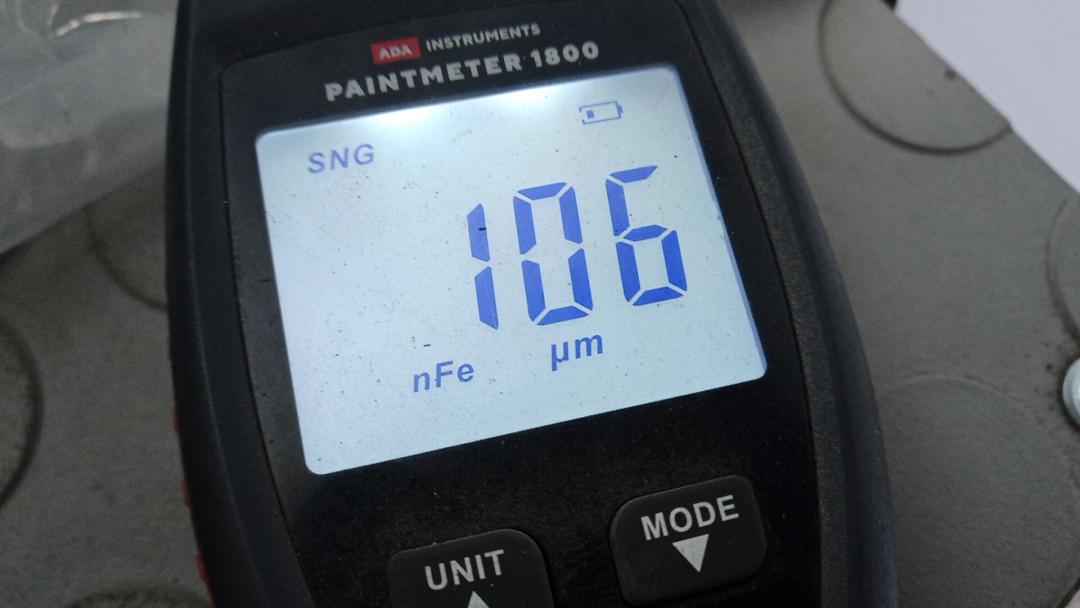 ADA INSTRUMENTS
PAINTMETER 1800
SNG
106
nFe µm
UNIT MODE